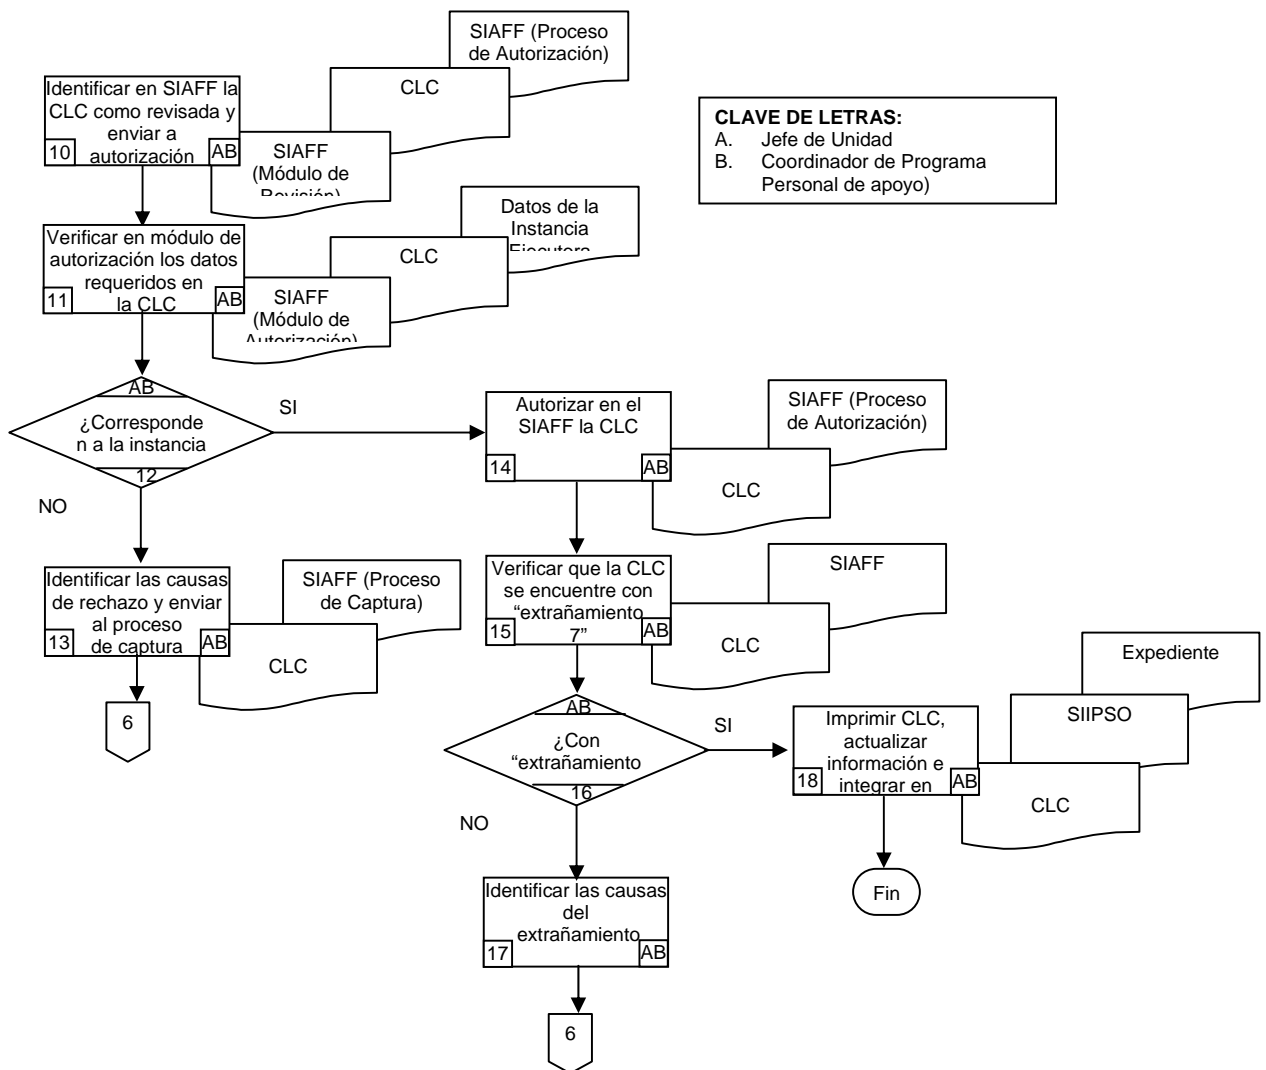 SIAFF (Proceso
de Autorización)
CLC
Identificar en SIAFF la
CLC como revisada y
enviar a
autorización
10
AB
SIAFF
(Módulo de
Revisión)
CLAVE DE LETRAS:
A. Jefe de Unidad
B. Coordinador de Programa
Personal de apoyo)
Datos de la
Instancia
Ejecutora
CLC
Verificar en módulo de
autorización los datos
requeridos en
la CLC
11
AB
SIAFF
(Módulo de
Autorización)
AB
¿Corresponde
n a la instancia
12
SI
NO
Autorizar en el
SIAFF la CLC
14
AB
SIAFF (Proceso
de Autorización)
CLC
Identificar las causas
de rechazo y enviar
al proceso
de captura
13
AB
SIAFF (Proceso
de Captura)
CLC
6
Verificar que la CLC
se encuentre con
“extrañamiento
7”
15
AB
SIAFF
CLC
AB
¿Con
“extrañamiento
16
SI
NO
Imprimir CLC,
actualizar
información e
integrar en
18
AB
Expediente
SIIPSO
CLC
Fin
Identificar las causas
del
extrañamiento
17
AB
6